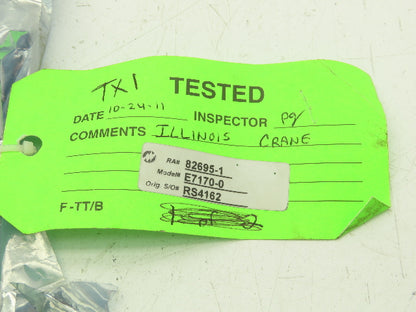 TX1 TESTED
DATE 10-24-11 INSPECTOR
COMMENTS ILLINOIS CRANE
RA# 82695-1
Model# E7170-0
Orig. S/O# RS4162
F-TT/B